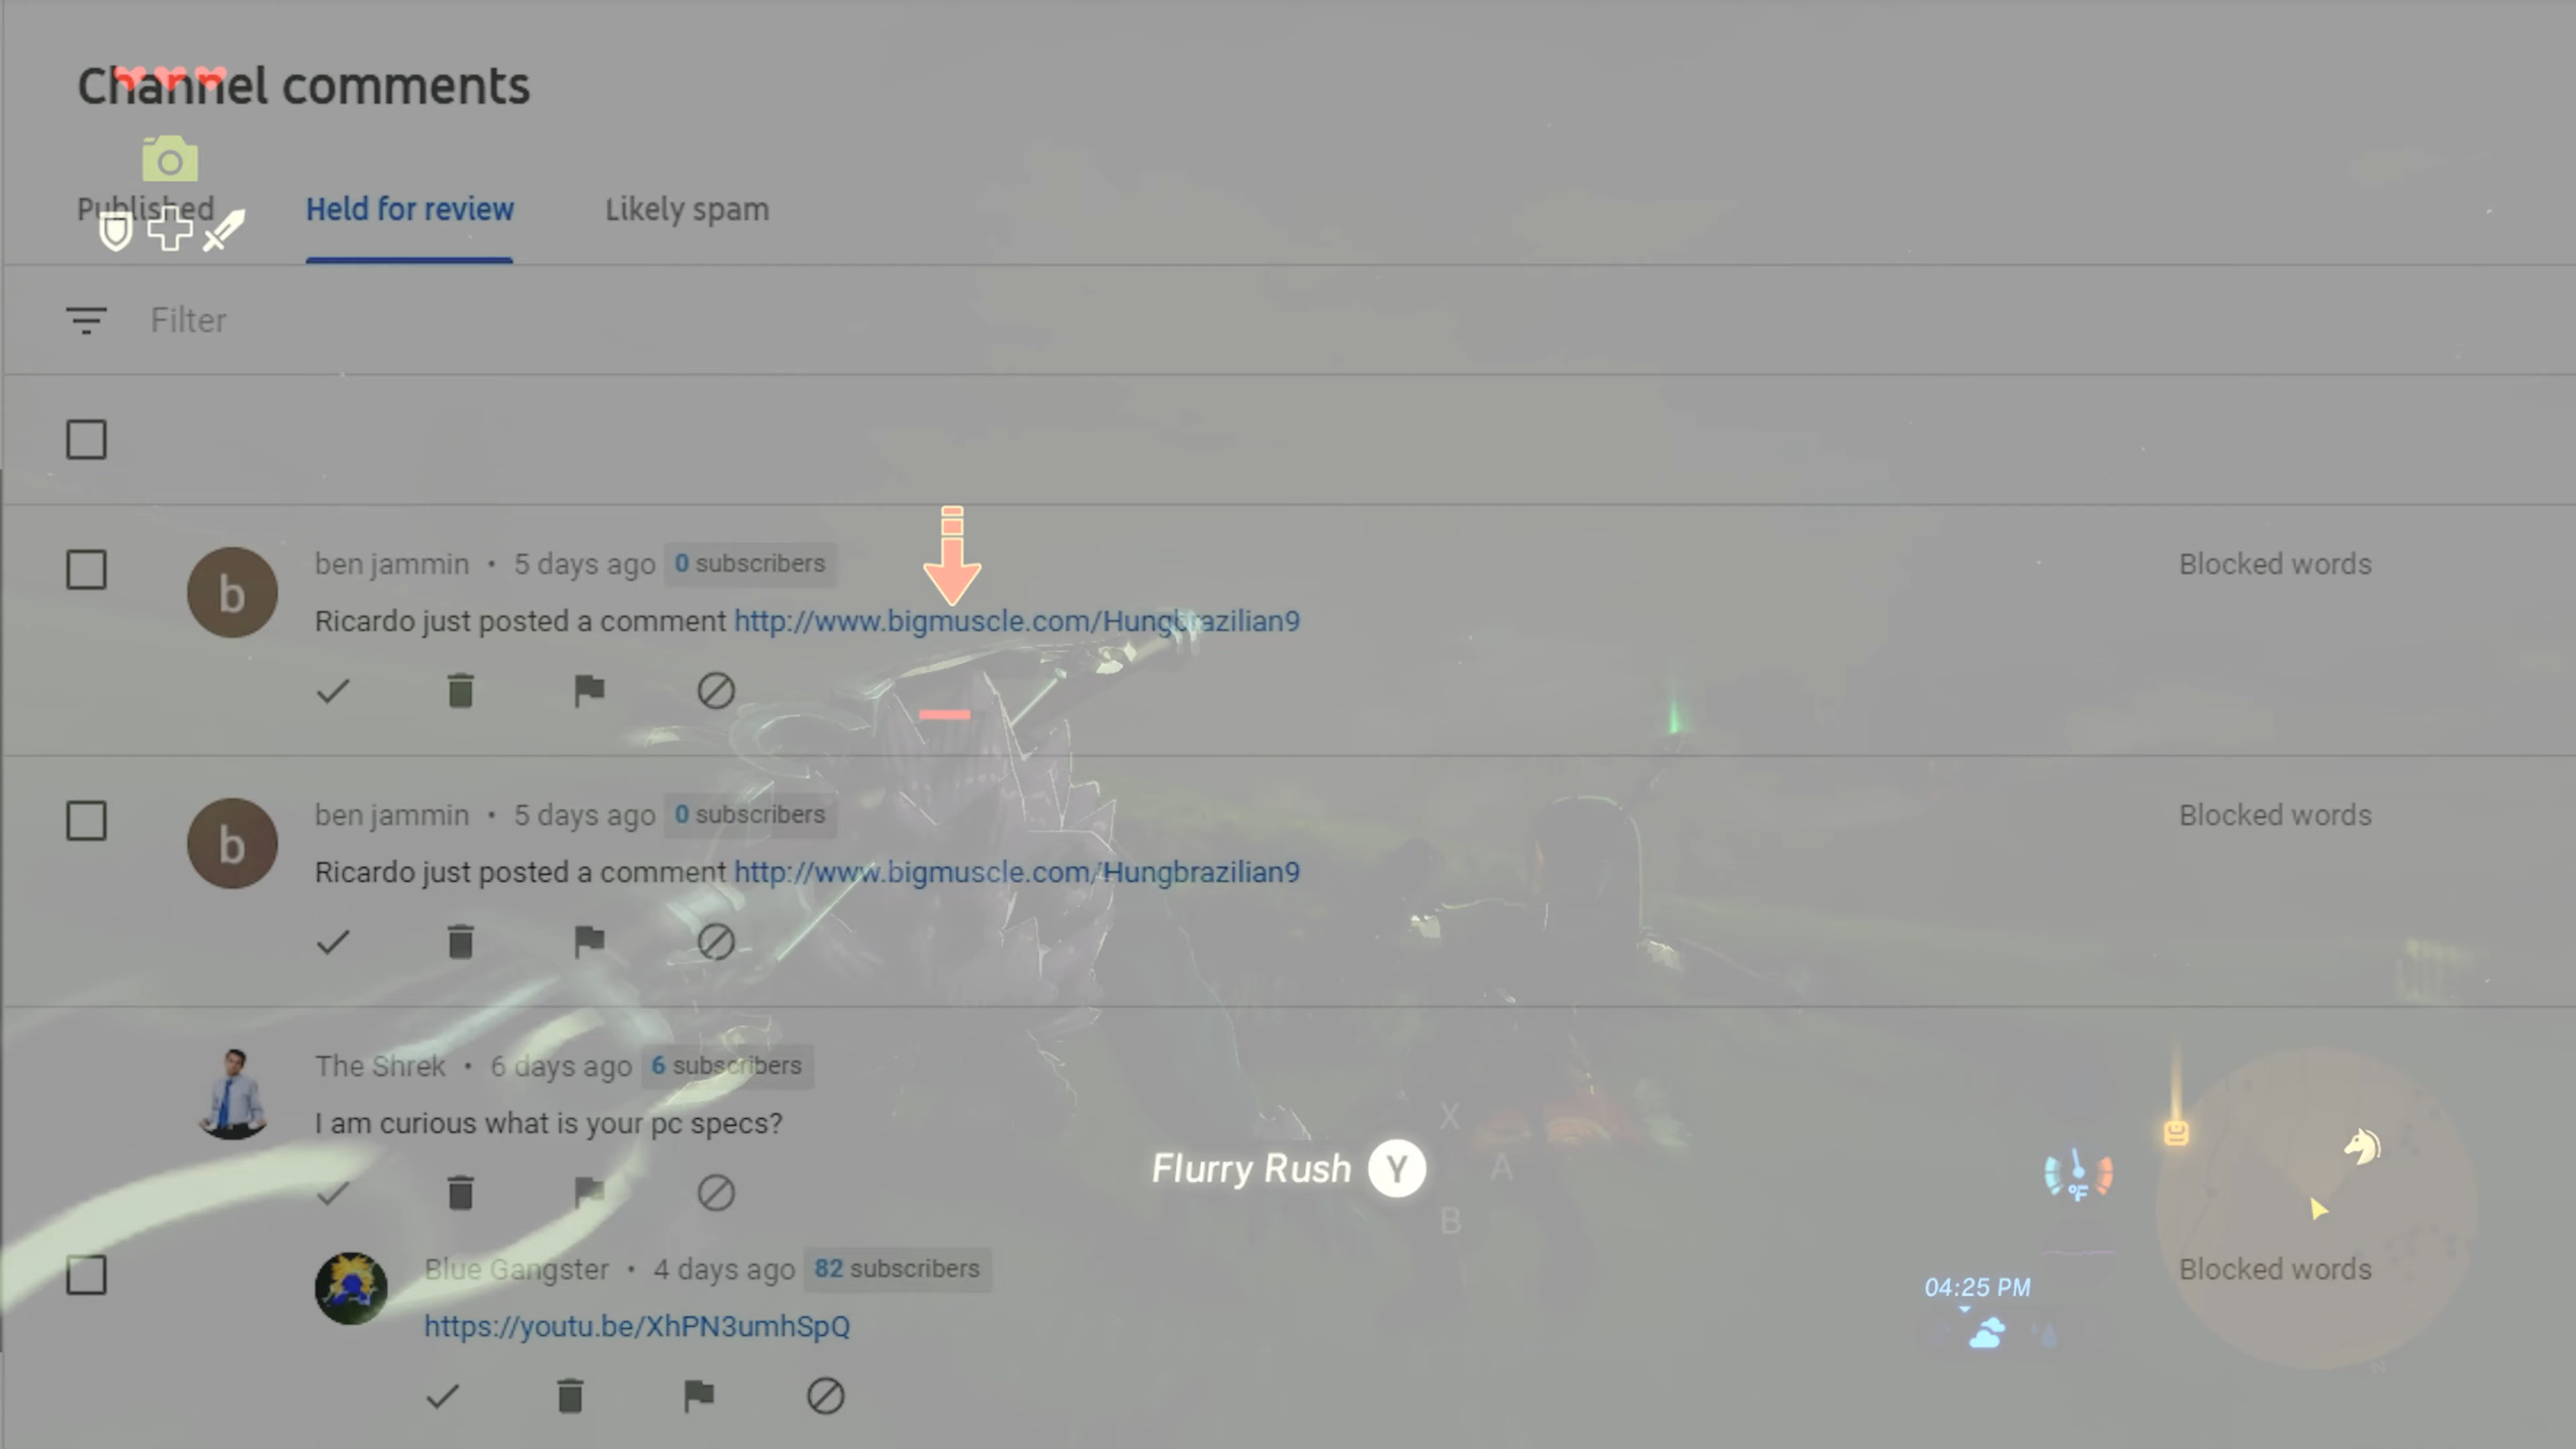 Channel comments
Published Held for review Likely spam
Filter
b ben jammin • 5 days ago 0 subscribers Blocked words
Ricardo just posted a comment http://www.bigmuscle.com/Hungbrazilian9
b ben jammin • 5 days ago 0 subscribers Blocked words
Ricardo just posted a comment http://www.bigmuscle.com/Hungbrazilian9
The Shrek • 6 days ago 6 subscribers
I am curious what is your pc specs?
X
Flurry Rush Y A
°F
B
Blue Gangster • 4 days ago 82 subscribers Blocked words
04:25 PM
https://youtu.be/XhPN3umhSpQ
N